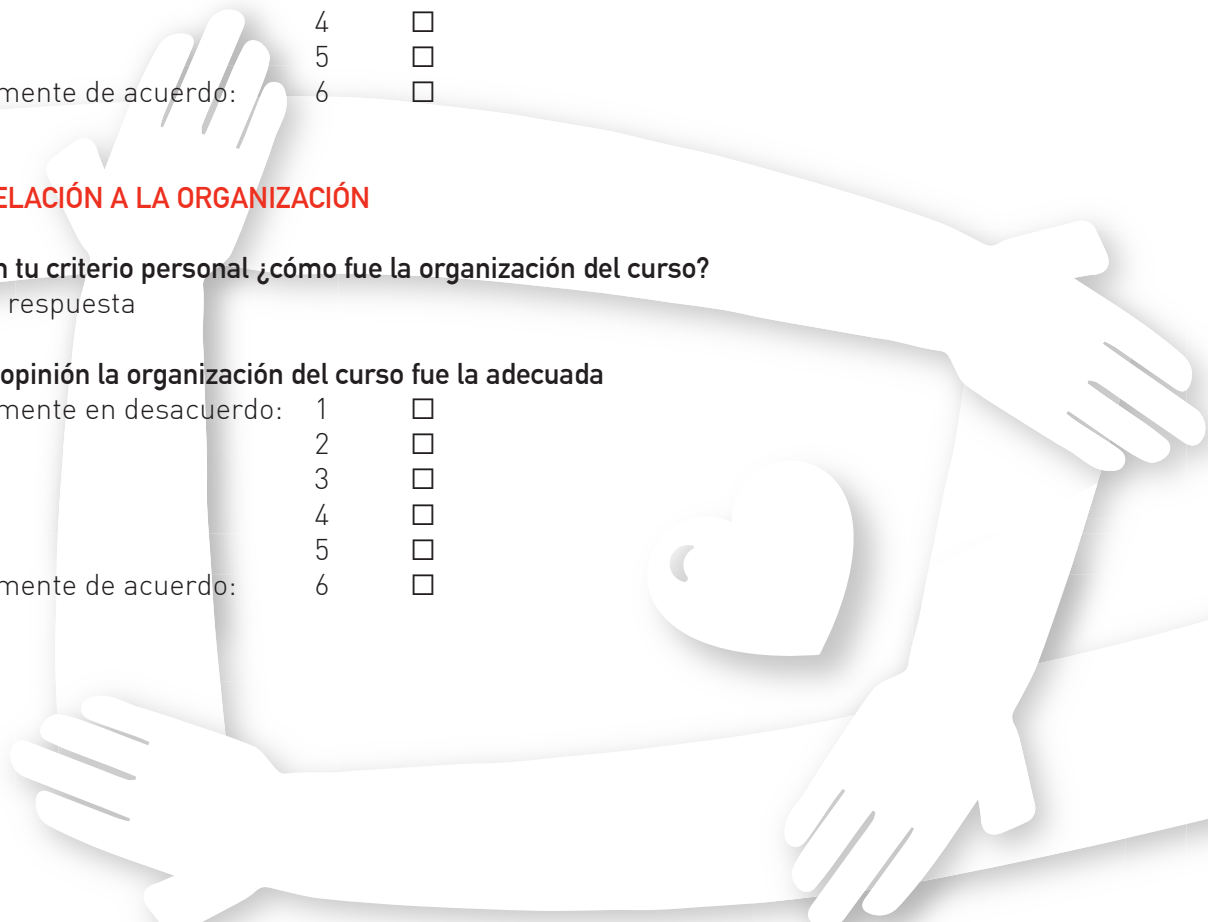 4 ☐
5 ☐
mente de acuerdo: 6 ☐
ELACIÓN A LA ORGANIZACIÓN
n tu criterio personal ¿cómo fue la organización del curso?
respuesta
opinión la organización del curso fue la adecuada
mente en desacuerdo: 1 ☐
2 ☐
3 ☐
4 ☐
5 ☐
mente de acuerdo: 6 ☐